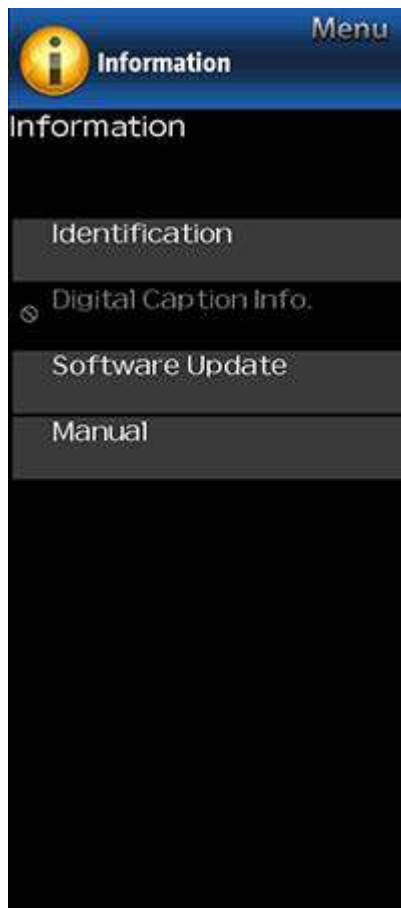 Menu
Information
Information
Identification
Digital Caption Info.
Software Update
Manual